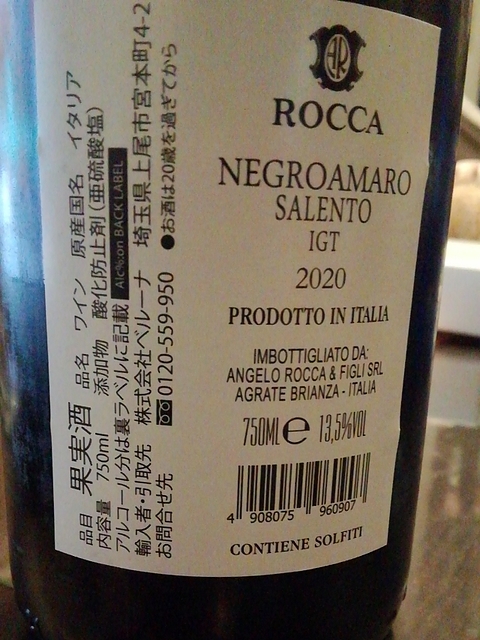 品目 果実酒 品名 ワイン 原産国名 イタリア
内容量 750ml 添加物 酸化防止剤(亜硫酸塩)
アルコール分は裏ラベルに記載 Alc%:on BACK LABEL
輸入者・引取先 株式会社ベルーナ 埼玉県上尾市宮本町4-2
お問合せ先 0120-559-950 ●お酒は20歳を過ぎてから
AR
ROCCA
NEGROAMARO
SALENTO
IGT
2020
PRODOTTO IN ITALIA
IMBOTTIGLIATO DA:
ANGELO ROCCA & FIGLI SRL
AGRATE BRIANZA - ITALIA
750ML e 13,5%VOL
4 908075 960907
CONTIENE SOLFITI